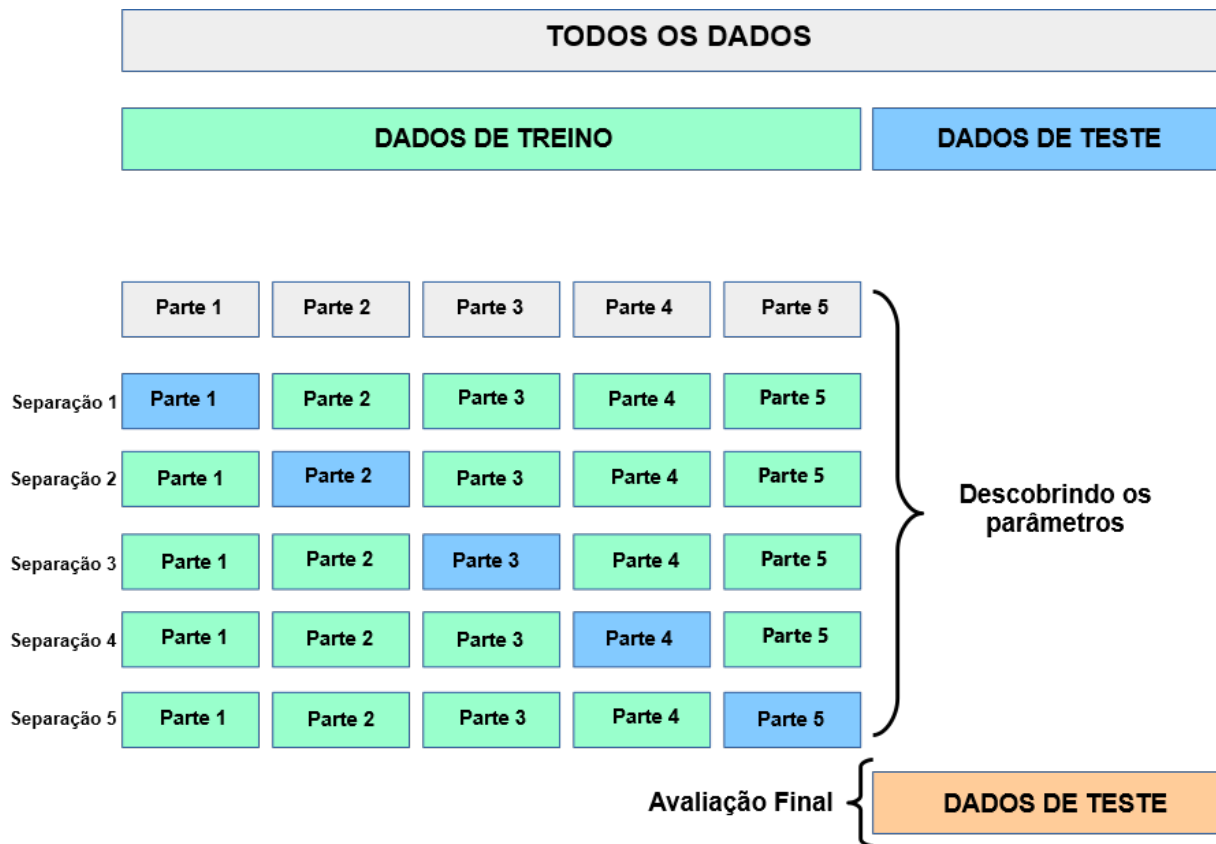 TODOS OS DADOS
DADOS DE TREINO DADOS DE TESTE
Parte 1 Parte 2 Parte 3 Parte 4 Parte 5
Separação 1 Parte 1 Parte 2 Parte 3 Parte 4 Parte 5
Separação 2 Parte 1 Parte 2 Parte 3 Parte 4 Parte 5
Descobrindo os
parâmetros
Separação 3 Parte 1 Parte 2 Parte 3 Parte 4 Parte 5
Separação 4 Parte 1 Parte 2 Parte 3 Parte 4 Parte 5
Separação 5 Parte 1 Parte 2 Parte 3 Parte 4 Parte 5
Avaliação Final DADOS DE TESTE